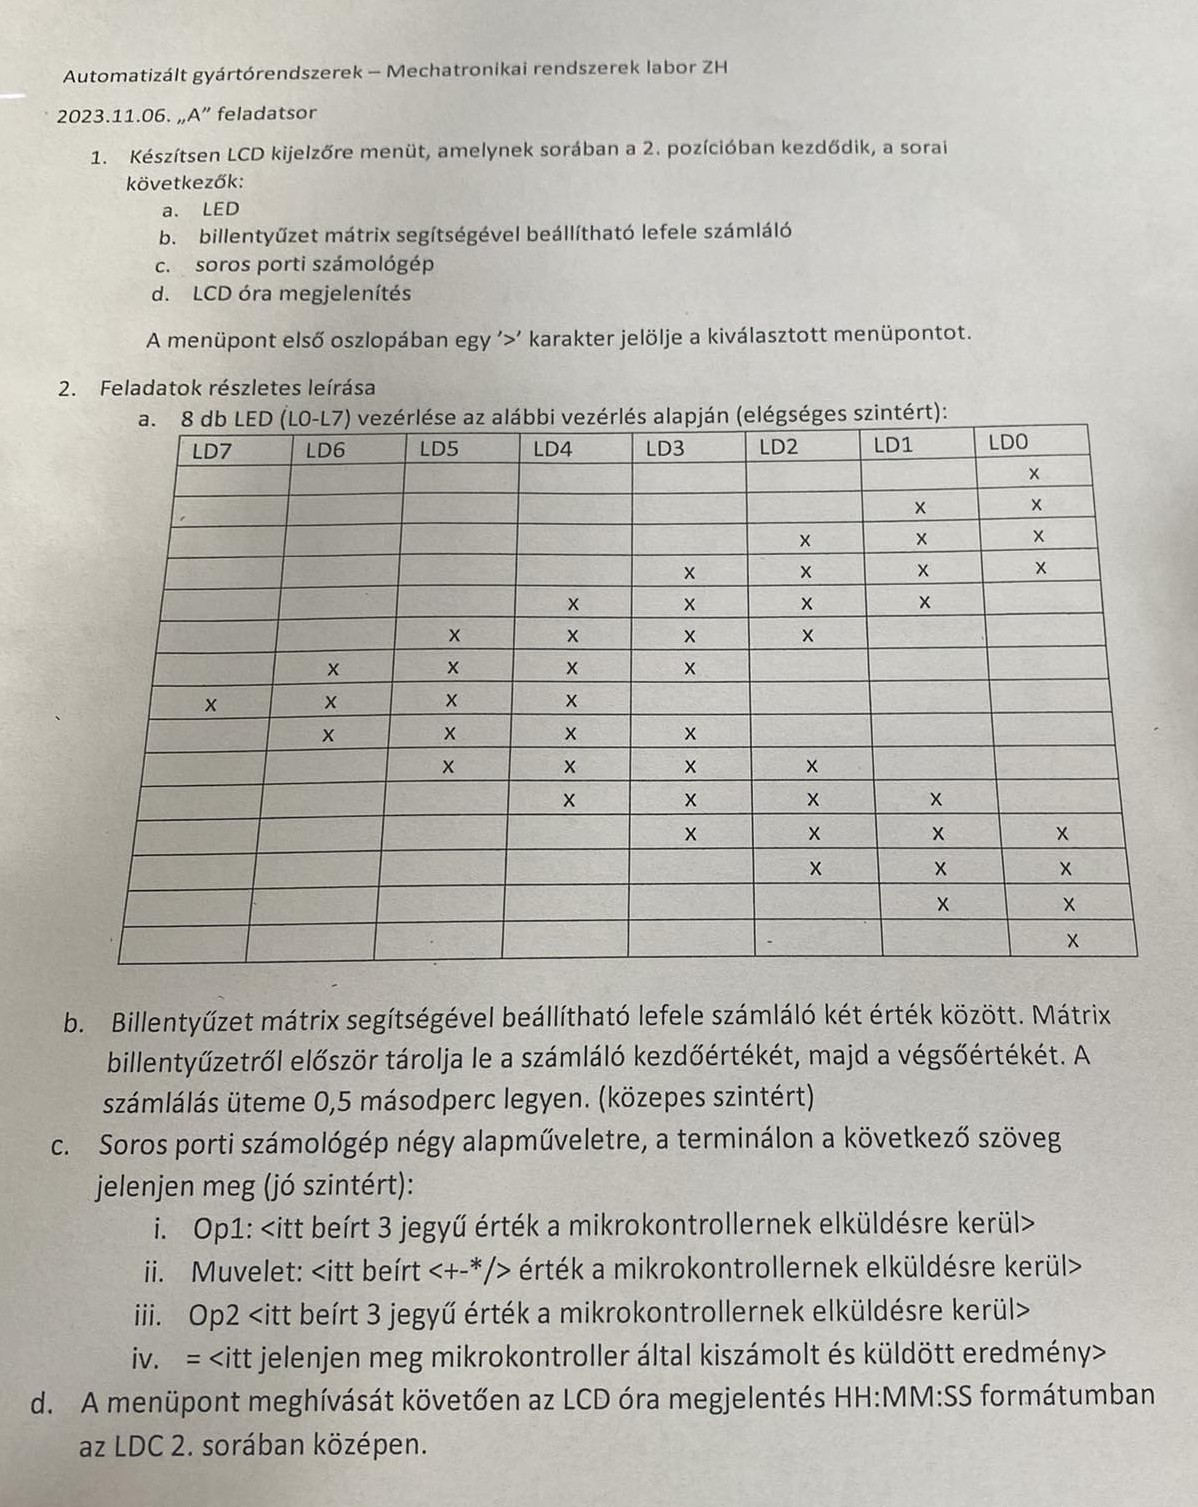 Automatizált gyártórendszerek – Mechatronikai rendszerek labor ZH
2023.11.06. „A” feladatsor
1. Készítsen LCD kijelzőre menüt, amelynek sorában a 2. pozícióban kezdődik, a sorai
következők:
a. LED
b. billentyűzet mátrix segítségével beállítható lefele számláló
c. soros porti számológép
d. LCD óra megjelenítés
A menüpont első oszlopában egy ’>’ karakter jelölje a kiválasztott menüpontot.
2. Feladatok részletes leírása
a. 8 db LED (L0-L7) vezérlése az alábbi vezérlés alapján (elégséges szintért):
LD7 LD6 LD5 LD4 LD3 LD2 LD1 LD0
x
x x
x x x
x x x x
x x x x
x x x x
x x x x
x x x x
x x x x
x x x x
x x x x
x x x x
x x x
x x
x
b. Billentyűzet mátrix segítségével beállítható lefele számláló két érték között. Mátrix
billentyűzetről először tárolja le a számláló kezdőértékét, majd a végsőértékét. A
számlálás üteme 0,5 másodperc legyen. (közepes szintért)
c. Soros porti számológép négy alapműveletre, a terminálon a következő szöveg
jelenjen meg (jó szintért):
i. Op1: <itt beírt 3 jegyű érték a mikrokontrollernek elküldésre kerül>
ii. Muvelet: <itt beírt <+-*/> érték a mikrokontrollernek elküldésre kerül>
iii. Op2 <itt beírt 3 jegyű érték a mikrokontrollernek elküldésre kerül>
iv. = <itt jelenjen meg mikrokontroller által kiszámolt és küldött eredmény>
d. A menüpont meghívását követően az LCD óra megjelentés HH:MM:SS formátumban
az LDC 2. sorában középen.